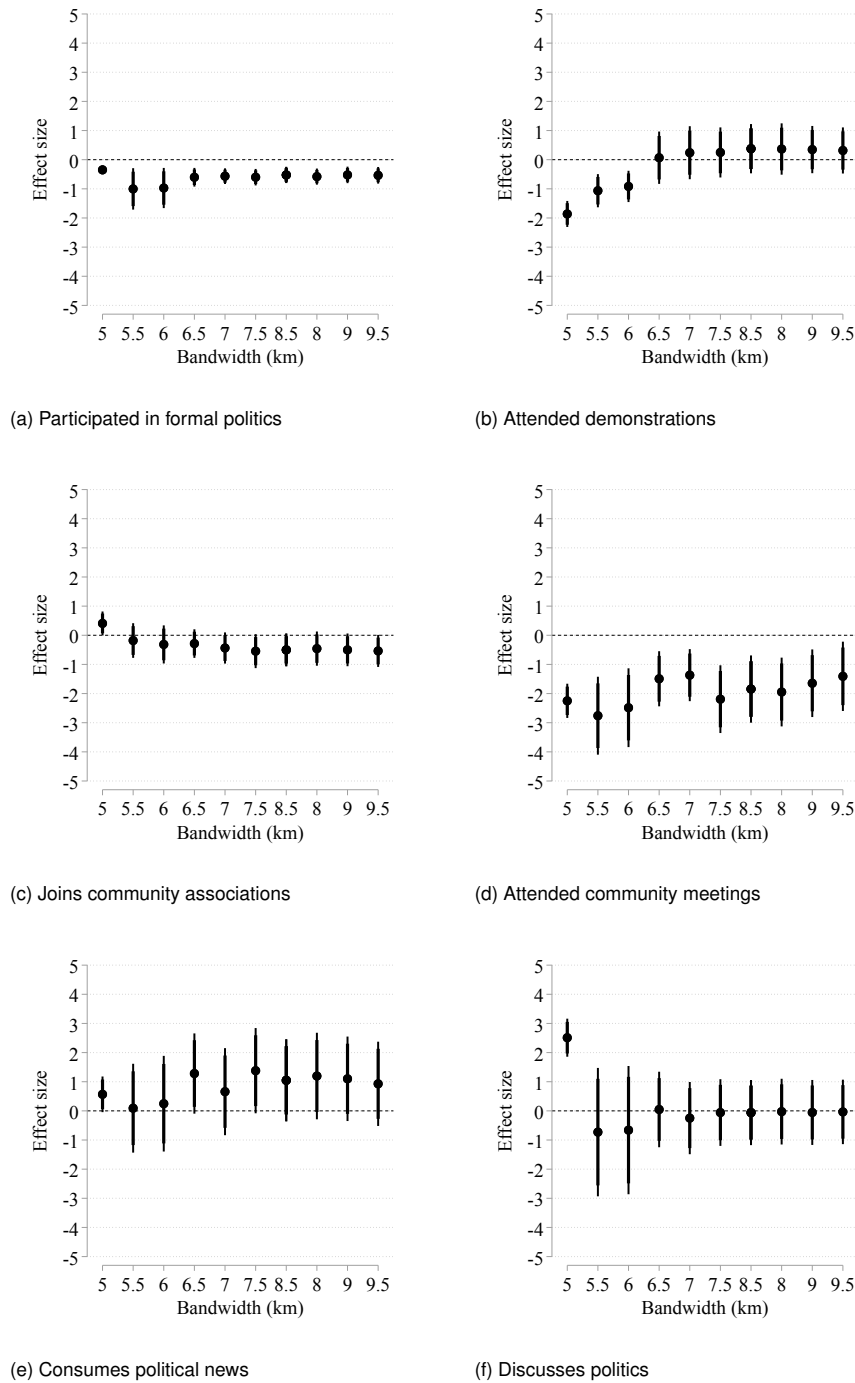 5 5
4 4
3 3
2 2
1 1
0 0
-1 -1
-2 -2
-3 -3
-4 -4
-5 -5
Effect size Effect size
5 5.5 6 6.5 7 7.5 8.5 8 9 9.5 5 5.5 6 6.5 7 7.5 8.5 8 9 9.5
Bandwidth (km) Bandwidth (km)
(a) Participated in formal politics (b) Attended demonstrations
5 5
4 4
3 3
2 2
1 1
0 0
-1 -1
-2 -2
-3 -3
-4 -4
-5 -5
Effect size Effect size
5 5.5 6 6.5 7 7.5 8.5 8 9 9.5 5 5.5 6 6.5 7 7.5 8.5 8 9 9.5
Bandwidth (km) Bandwidth (km)
(c) Joins community associations (d) Attended community meetings
5 5
4 4
3 3
2 2
1 1
0 0
-1 -1
-2 -2
-3 -3
-4 -4
-5 -5
Effect size Effect size
5 5.5 6 6.5 7 7.5 8.5 8 9 9.5 5 5.5 6 6.5 7 7.5 8.5 8 9 9.5
Bandwidth (km) Bandwidth (km)
(e) Consumes political news (f) Discusses politics